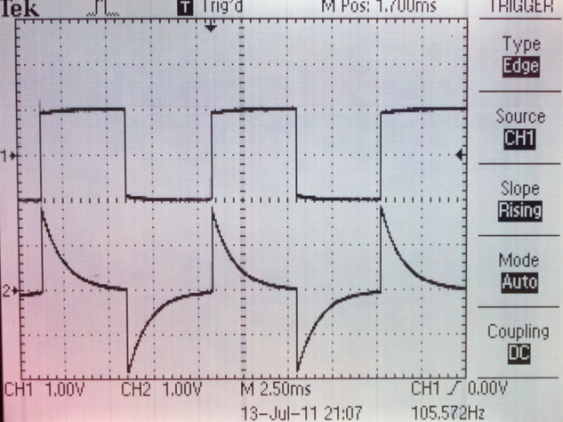 Tek Trig'd M Pos: 1.700ms TRIGGER
Type
Edge
Source
CH1
1
Slope
Rising
Mode
Auto
2
Coupling
DC
CH1 1.00V CH2 1.00V M 2.50ms CH1 0.00V
13-Jul-11 21:07 105.572Hz